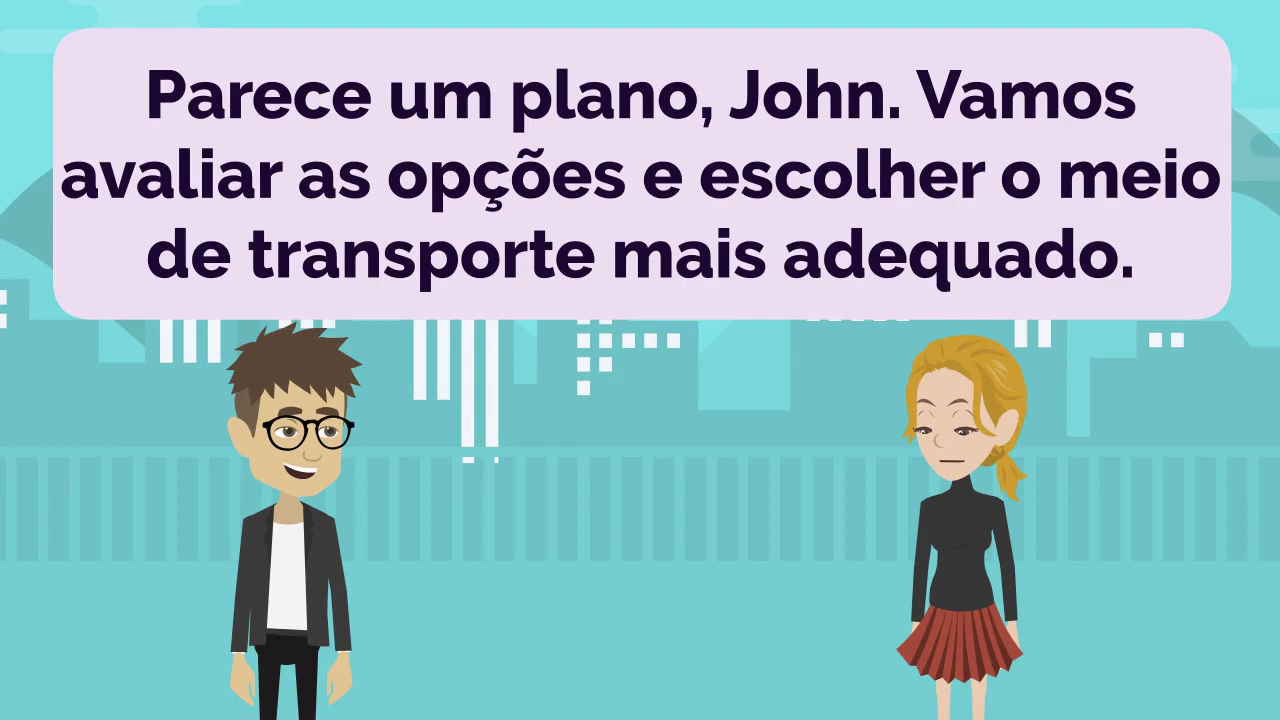 Parece um plano, John. Vamos
avaliar as opções e escolher o meio
de transporte mais adequado.